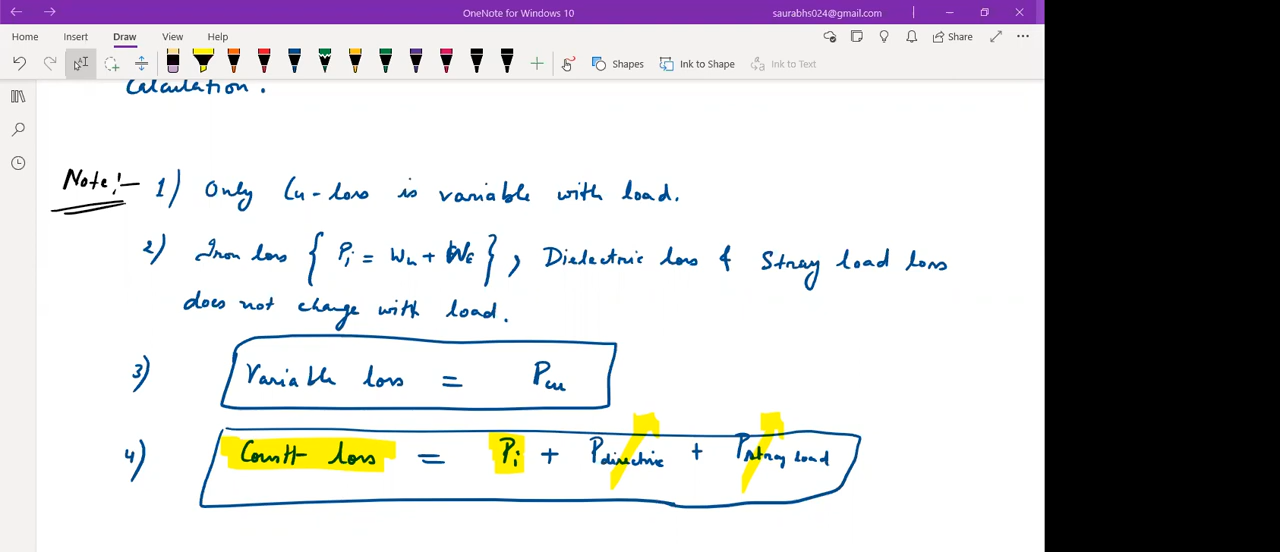 OneNote for Windows 10
saurabhs024@gmail.com
Home Insert Draw View Help
Share
Shapes
Ink to Shape
Ink to Text
Calculation.
Note:- 1) Only Cu-loss is variable with load.
2) Iron loss { Pi = Wh + We }, Dielectric loss & Stray load loss
does not change with load.
3) Variable loss = Pcu
4) Constt loss = Pi + Pdirectric + Pstray load